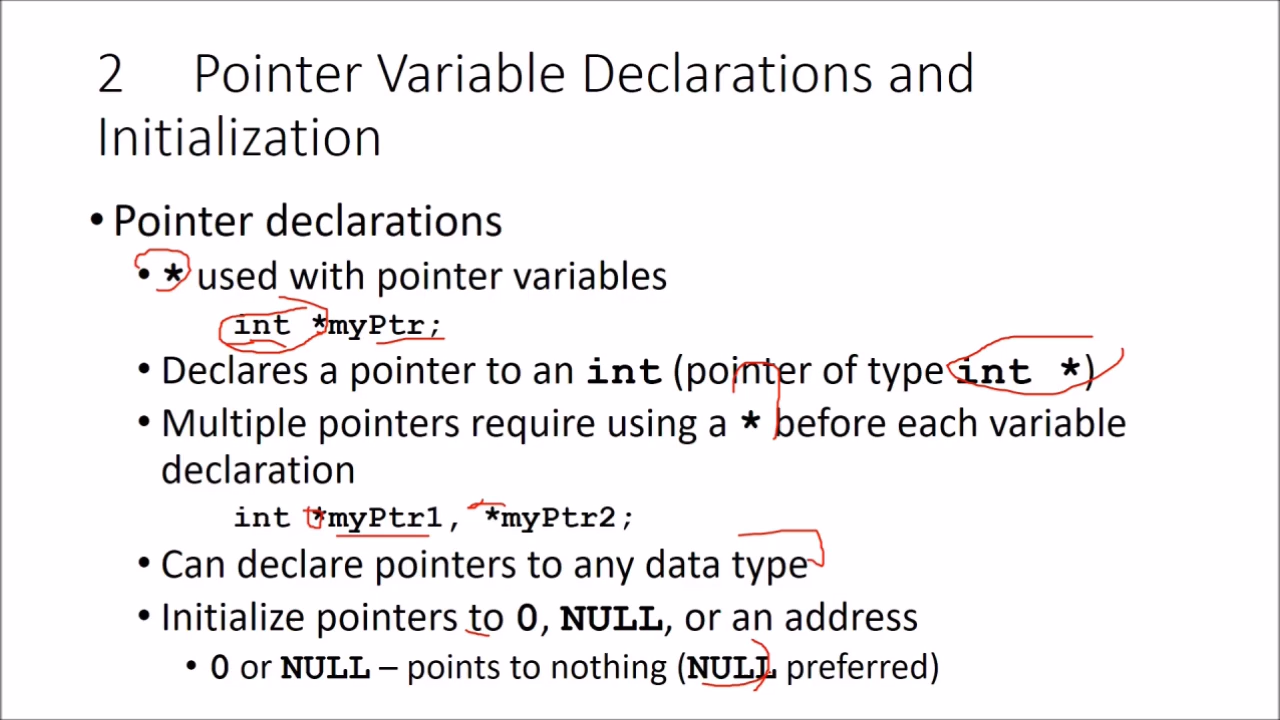 2 Pointer Variable Declarations and
Initialization
• Pointer declarations
• * used with pointer variables
int *myPtr;
• Declares a pointer to an int (pointer of type int *)
• Multiple pointers require using a * before each variable
declaration
int *myPtr1, *myPtr2;
• Can declare pointers to any data type
• Initialize pointers to 0, NULL, or an address
• 0 or NULL – points to nothing (NULL preferred)